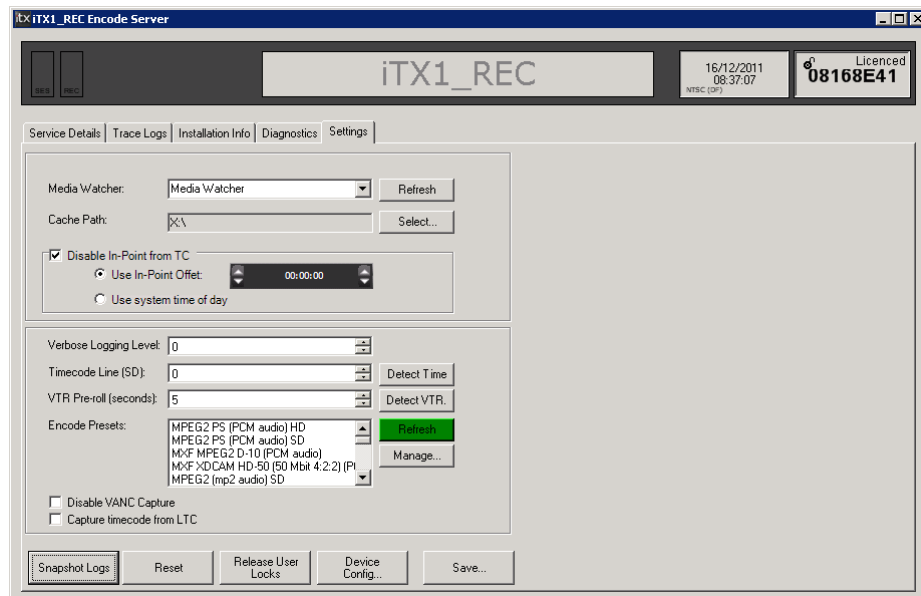 itx iTX1_REC Encode Server
SES REC
iTX1_REC
16/12/2011
08:37:07
NTSC (DF)
Licenced
08168E41
Service Details Trace Logs Installation Info Diagnostics Settings
Media Watcher: Media Watcher Refresh
Cache Path: X:\ Select...
Disable In-Point from TC
Use In-Point Offet: 00:00:00
Use system time of day
Verbose Logging Level: 0
Timecode Line (SD): 0 Detect Time
VTR Pre-roll (seconds): 5 Detect VTR.
Encode Presets: MPEG2 PS (PCM audio) HD Refresh
MPEG2 PS (PCM audio) SD
MXF MPEG2 D-10 (PCM audio) Manage...
MXF XDCAM HD-50 (50 Mbit 4:2:2) (P
MPEG2 (mp2 audio) SD
Disable VANC Capture
Capture timecode from LTC
Snapshot Logs Reset Release User Locks Device Config... Save...